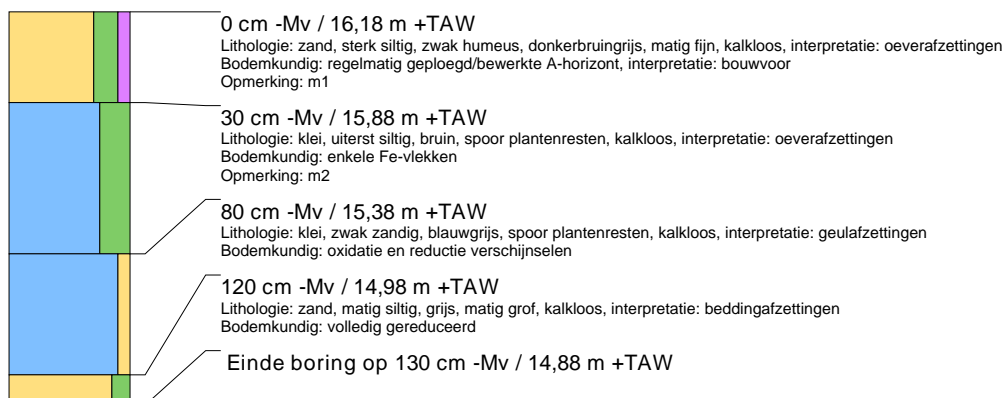 0 cm -Mv / 16,18 m +TAW
Lithologie: zand, sterk siltig, zwak humeus, donkerbruingrijs, matig fijn, kalkloos, interpretatie: oeverafzettingen
Bodemkundig: regelmatig geploegd/bewerkte A-horizont, interpretatie: bouwvoor
Opmerking: m1
30 cm -Mv / 15,88 m +TAW
Lithologie: klei, uiterst siltig, bruin, spoor plantenresten, kalkloos, interpretatie: oeverafzettingen
Bodemkundig: enkele Fe-vlekken
Opmerking: m2
80 cm -Mv / 15,38 m +TAW
Lithologie: klei, zwak zandig, blauwgrijs, spoor plantenresten, kalkloos, interpretatie: geulafzettingen
Bodemkundig: oxidatie en reductie verschijnselen
120 cm -Mv / 14,98 m +TAW
Lithologie: zand, matig siltig, grijs, matig grof, kalkloos, interpretatie: beddingafzettingen
Bodemkundig: volledig gereduceerd
Einde boring op 130 cm -Mv / 14,88 m +TAW